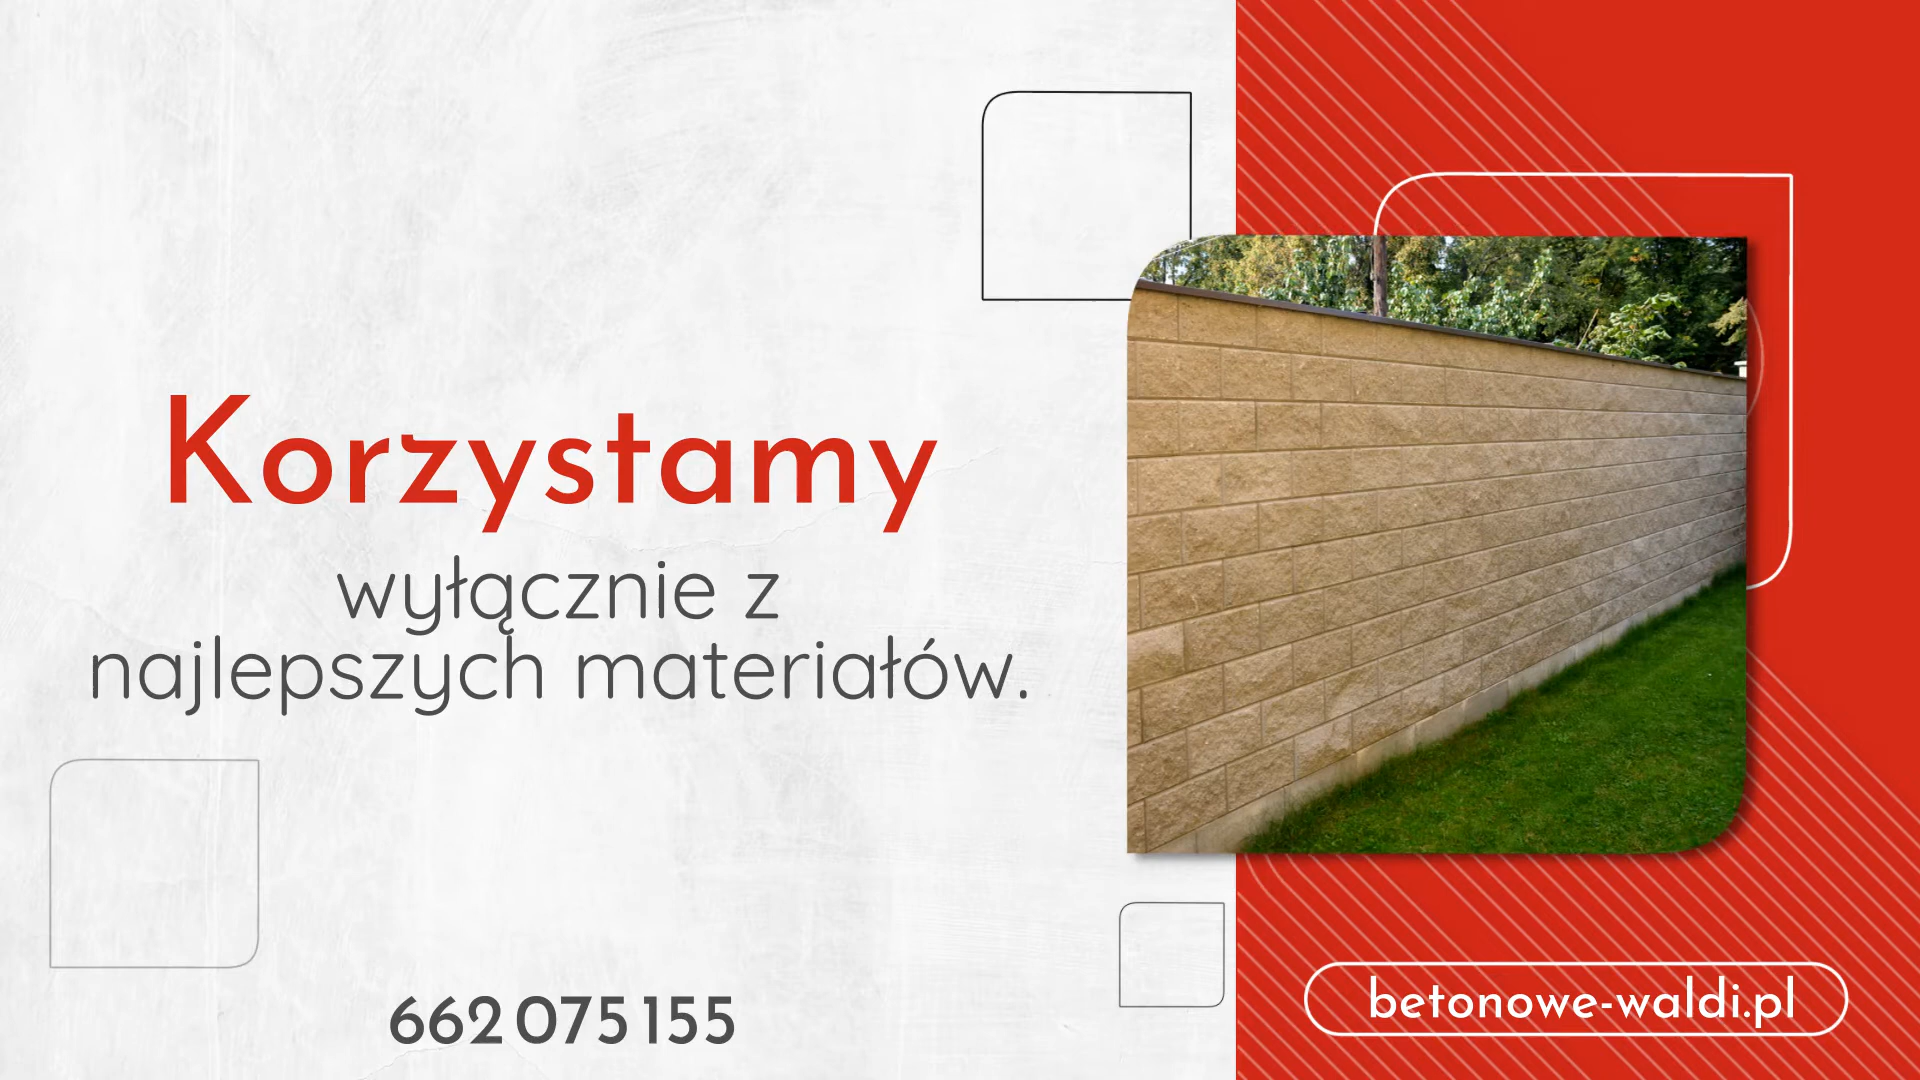 Korzystamy
wyłącznie z
najlepszych materiałów.
662 075 155
betonowe-waldi.pl